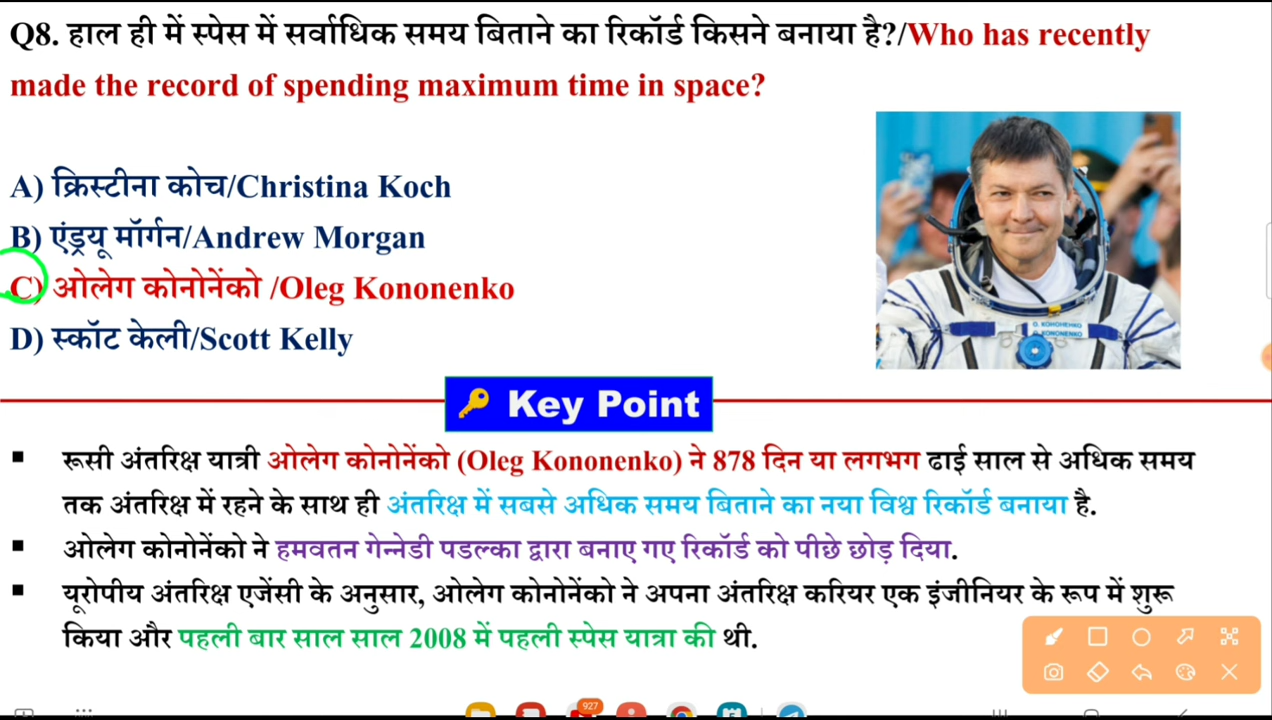 Q8. हाल ही में स्पेस में सर्वाधिक समय बिताने का रिकॉर्ड किसने बनाया है?/Who has recently
made the record of spending maximum time in space?
A) क्रिस्टीना कोच/Christina Koch
B) एंड्रयू मॉर्गन/Andrew Morgan
C) ओलेग कोनोनेंको /Oleg Kononenko
D) स्कॉट केली/Scott Kelly
О. КОНОНЕНКО
O. KONONENKO
Key Point
▪ रूसी अंतरिक्ष यात्री ओलेग कोनोनेंको (Oleg Kononenko) ने 878 दिन या लगभग ढाई साल से अधिक समय
तक अंतरिक्ष में रहने के साथ ही अंतरिक्ष में सबसे अधिक समय बिताने का नया विश्व रिकॉर्ड बनाया है.
▪ ओलेग कोनोनेंको ने हमवतन गेन्नेडी पडल्का द्वारा बनाए गए रिकॉर्ड को पीछे छोड़ दिया.
▪ यूरोपीय अंतरिक्ष एजेंसी के अनुसार, ओलेग कोनोनेंको ने अपना अंतरिक्ष करियर एक इंजीनियर के रूप में शुरू
किया और पहली बार साल साल 2008 में पहली स्पेस यात्रा की थी.
927